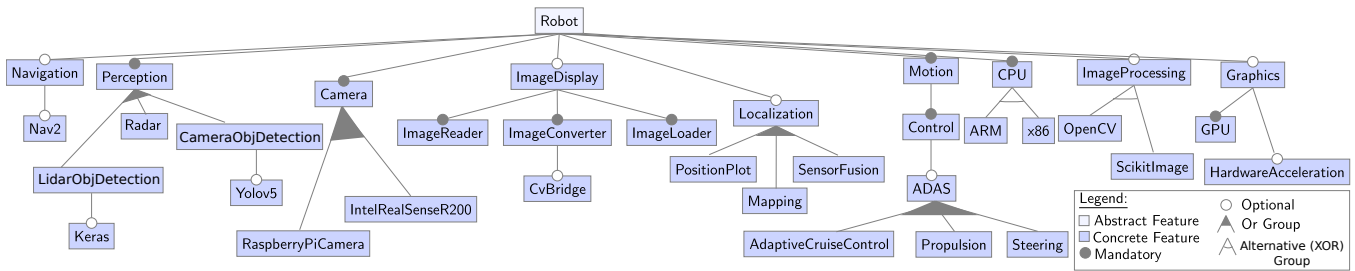 Robot
Navigation
Perception
Camera
ImageDisplay
Localization
Motion
CPU
ImageProcessing
Graphics
Nav2
Radar
CameraObjDetection
LidarObjDetection
Yolov5
Keras
RaspberryPiCamera
IntelRealSenseR200
ImageReader
ImageConverter
ImageLoader
CvBridge
PositionPlot
Mapping
SensorFusion
Control
ADAS
AdaptiveCruiseControl
Propulsion
Steering
ARM
x86
OpenCV
ScikitImage
GPU
HardwareAcceleration
Legend:
Abstract Feature
Concrete Feature
Mandatory
Optional
Or Group
Alternative (XOR)
Group